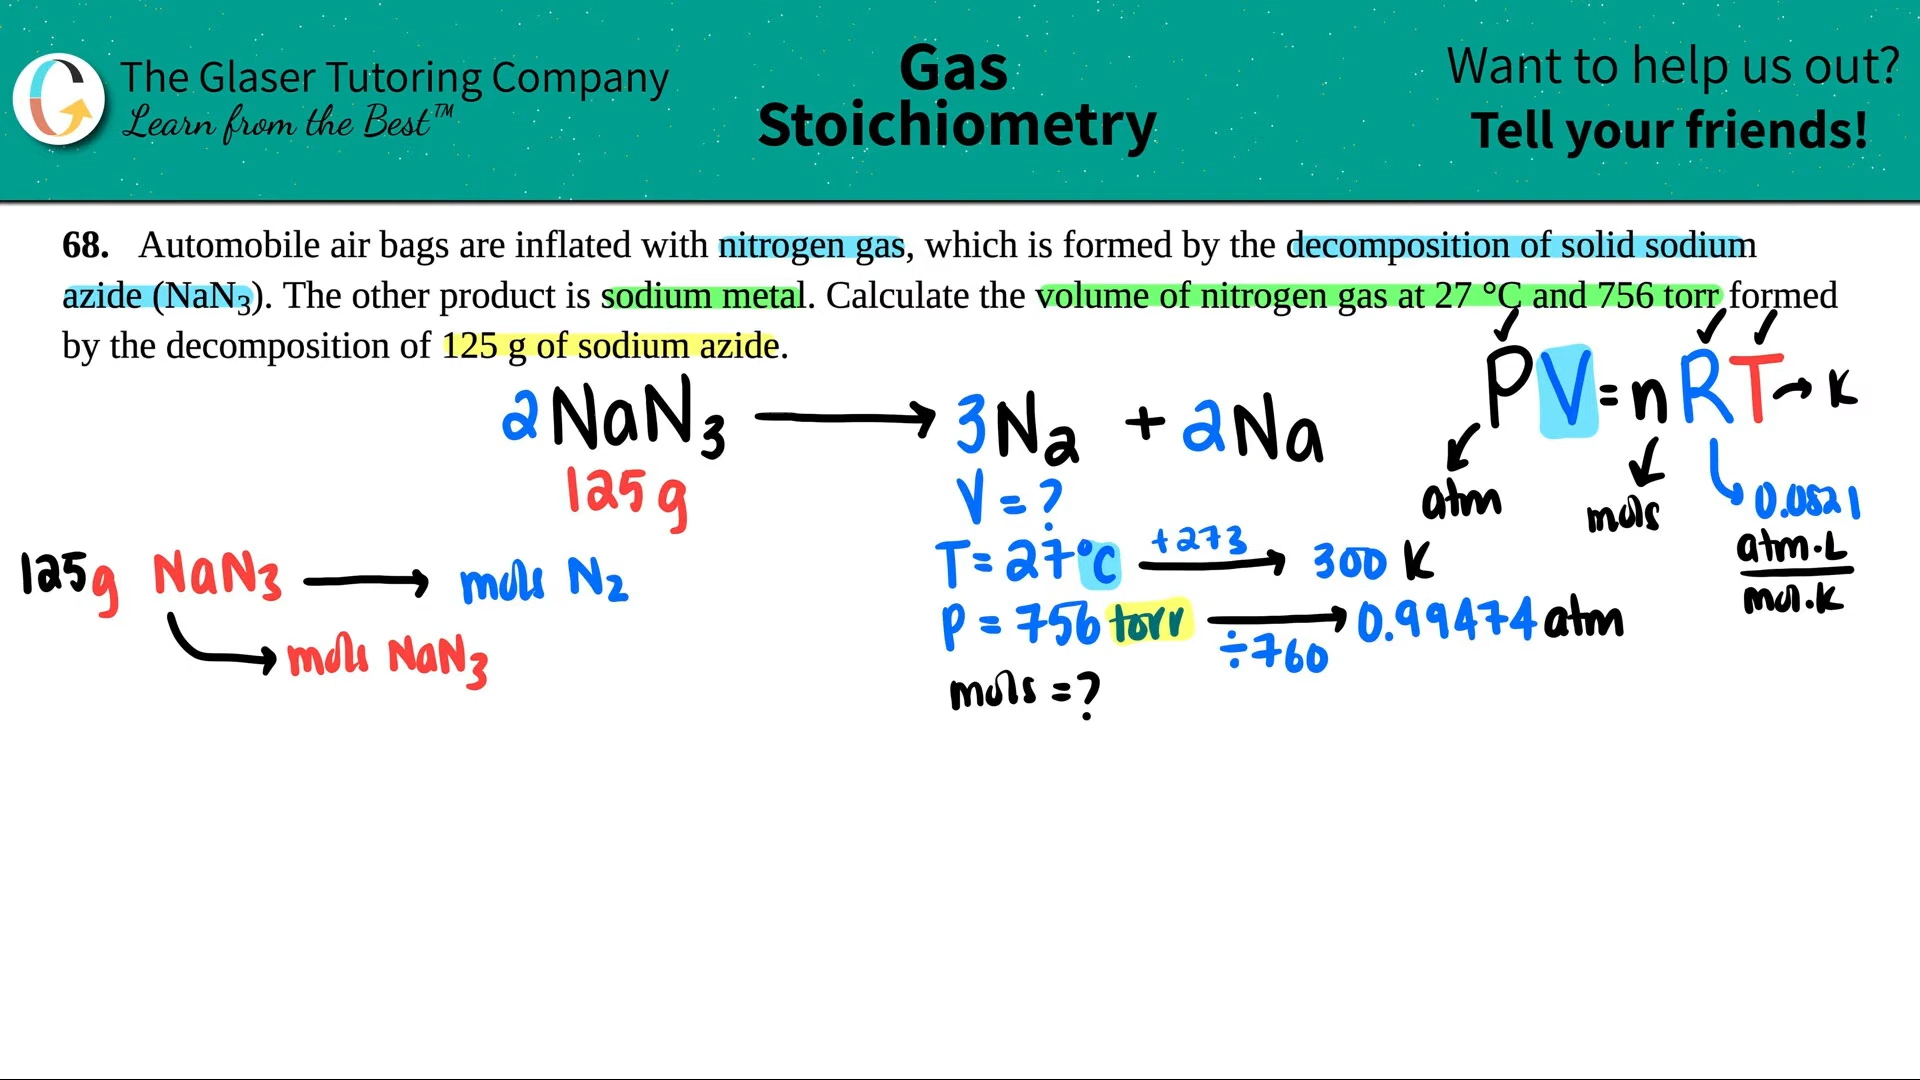 The Glaser Tutoring Company
Learn from the Best™
Gas
Stoichiometry
Want to help us out?
Tell your friends!
68. Automobile air bags are inflated with nitrogen gas, which is formed by the decomposition of solid sodium
azide (NaN₃). The other product is sodium metal. Calculate the volume of nitrogen gas at 27 °C and 756 torr formed
by the decomposition of 125 g of sodium azide.
PV = nRT → K
atm
mols
0.0821
atm·L
mol·K
2NaN₃ → 3N₂ + 2Na
125 g
V = ?
T = 27°C +273 → 300 K
P = 756 torr → 0.99474 atm
÷760
mols = ?
125g NaN₃ → mols N₂
mols NaN₃